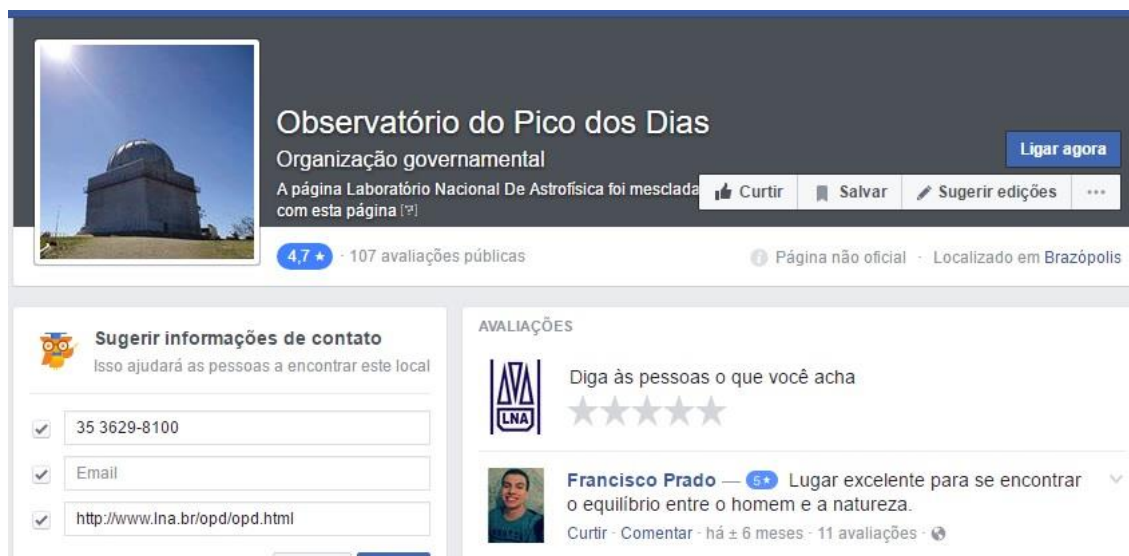 Observatório do Pico dos Dias
Organização governamental
A página Laboratório Nacional De Astrofísica foi mesclada
com esta página [?]
Ligar agora
Curtir
Salvar
Sugerir edições
4,7 ★ · 107 avaliações públicas
Página não oficial · Localizado em Brazópolis
Sugerir informações de contato
Isso ajudará as pessoas a encontrar este local
35 3629-8100
Email
http://www.lna.br/opd/opd.html
AVALIAÇÕES
LNA
Diga às pessoas o que você acha
Francisco Prado — 5★ Lugar excelente para se encontrar
o equilíbrio entre o homem e a natureza.
Curtir · Comentar · há ± 6 meses · 11 avaliações ·